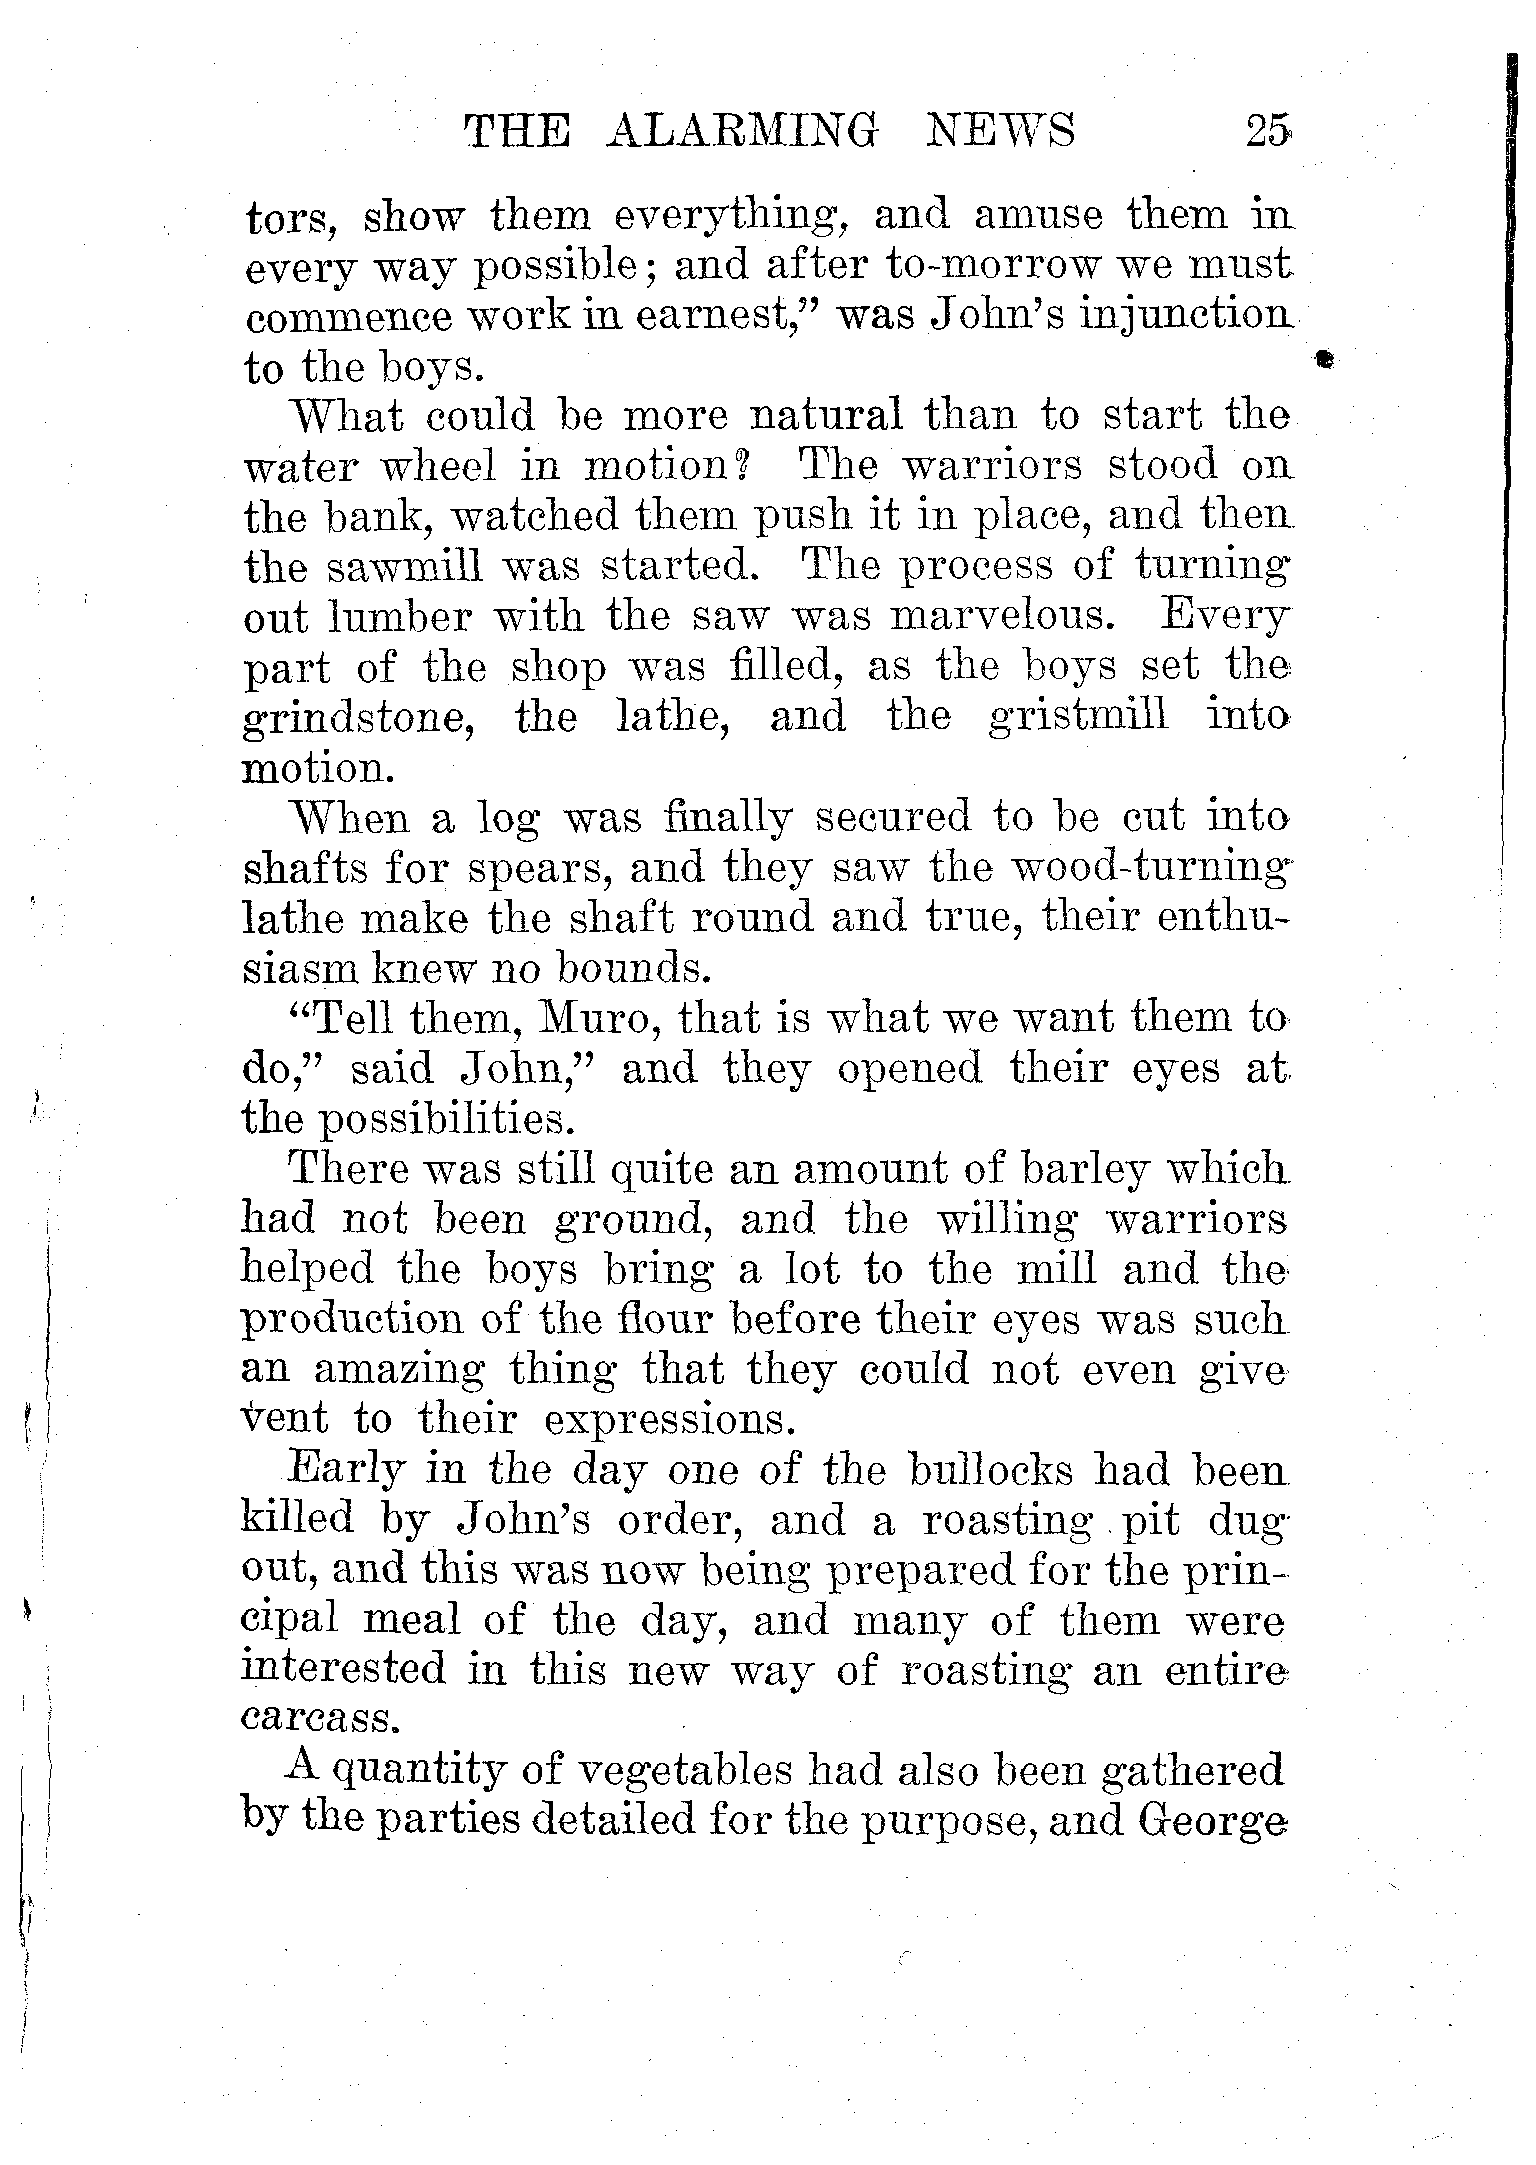 THE ALARMING NEWS 25
tors, show them everything, and amuse them in
every way possible; and after to-morrow we must
commence work in earnest,” was John’s injunction
to the boys.
What could be more natural than to start the
water wheel in motion? The warriors stood on
the bank, watched them push it in place, and then
the sawmill was started. The process of turning
out lumber with the saw was marvelous. Every
part of the shop was filled, as the boys set the
grindstone, the lathe, and the gristmill into
motion.
When a log was finally secured to be cut into
shafts for spears, and they saw the wood-turning
lathe make the shaft round and true, their enthu-
siasm knew no bounds.
“Tell them, Muro, that is what we want them to
do,” said John,” and they opened their eyes at
the possibilities.
There was still quite an amount of barley which
had not been ground, and the willing warriors
helped the boys bring a lot to the mill and the
production of the flour before their eyes was such
an amazing thing that they could not even give
vent to their expressions.
Early in the day one of the bullocks had been
killed by John’s order, and a roasting pit dug
out, and this was now being prepared for the prin-
cipal meal of the day, and many of them were
interested in this new way of roasting an entire
carcass.
A quantity of vegetables had also been gathered
by the parties detailed for the purpose, and George